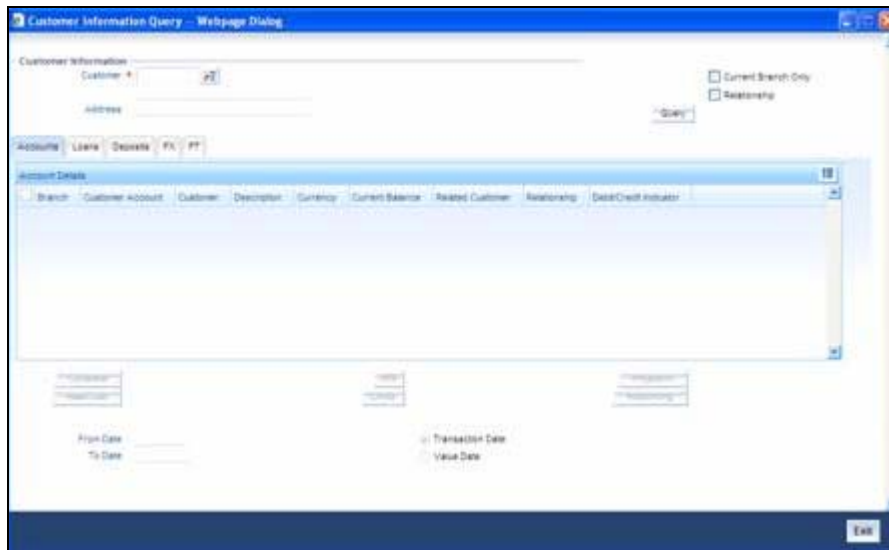 Customer Information Query -- Webpage Dialog
Customer Information
Customer *
Current Branch Only
Relationship
Address
Query
Accounts Loans Deposits FX FT
Account Details
Branch Customer Account Customer Description Currency Current Balance Related Customer Relationship Debit/Credit Indicator
From Date
Transaction Date
To Date
Value Date
Exit